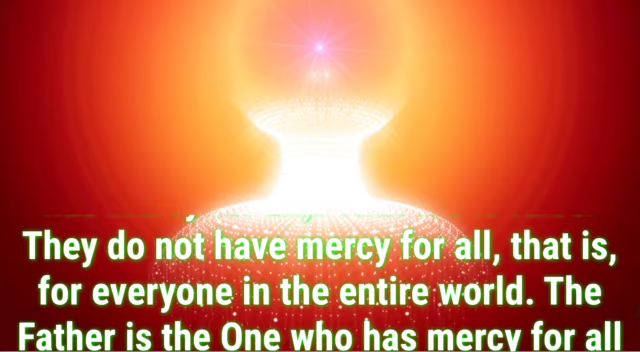 They do not have mercy for all, that is,
for everyone in the entire world. The
Father is the One who has mercy for all